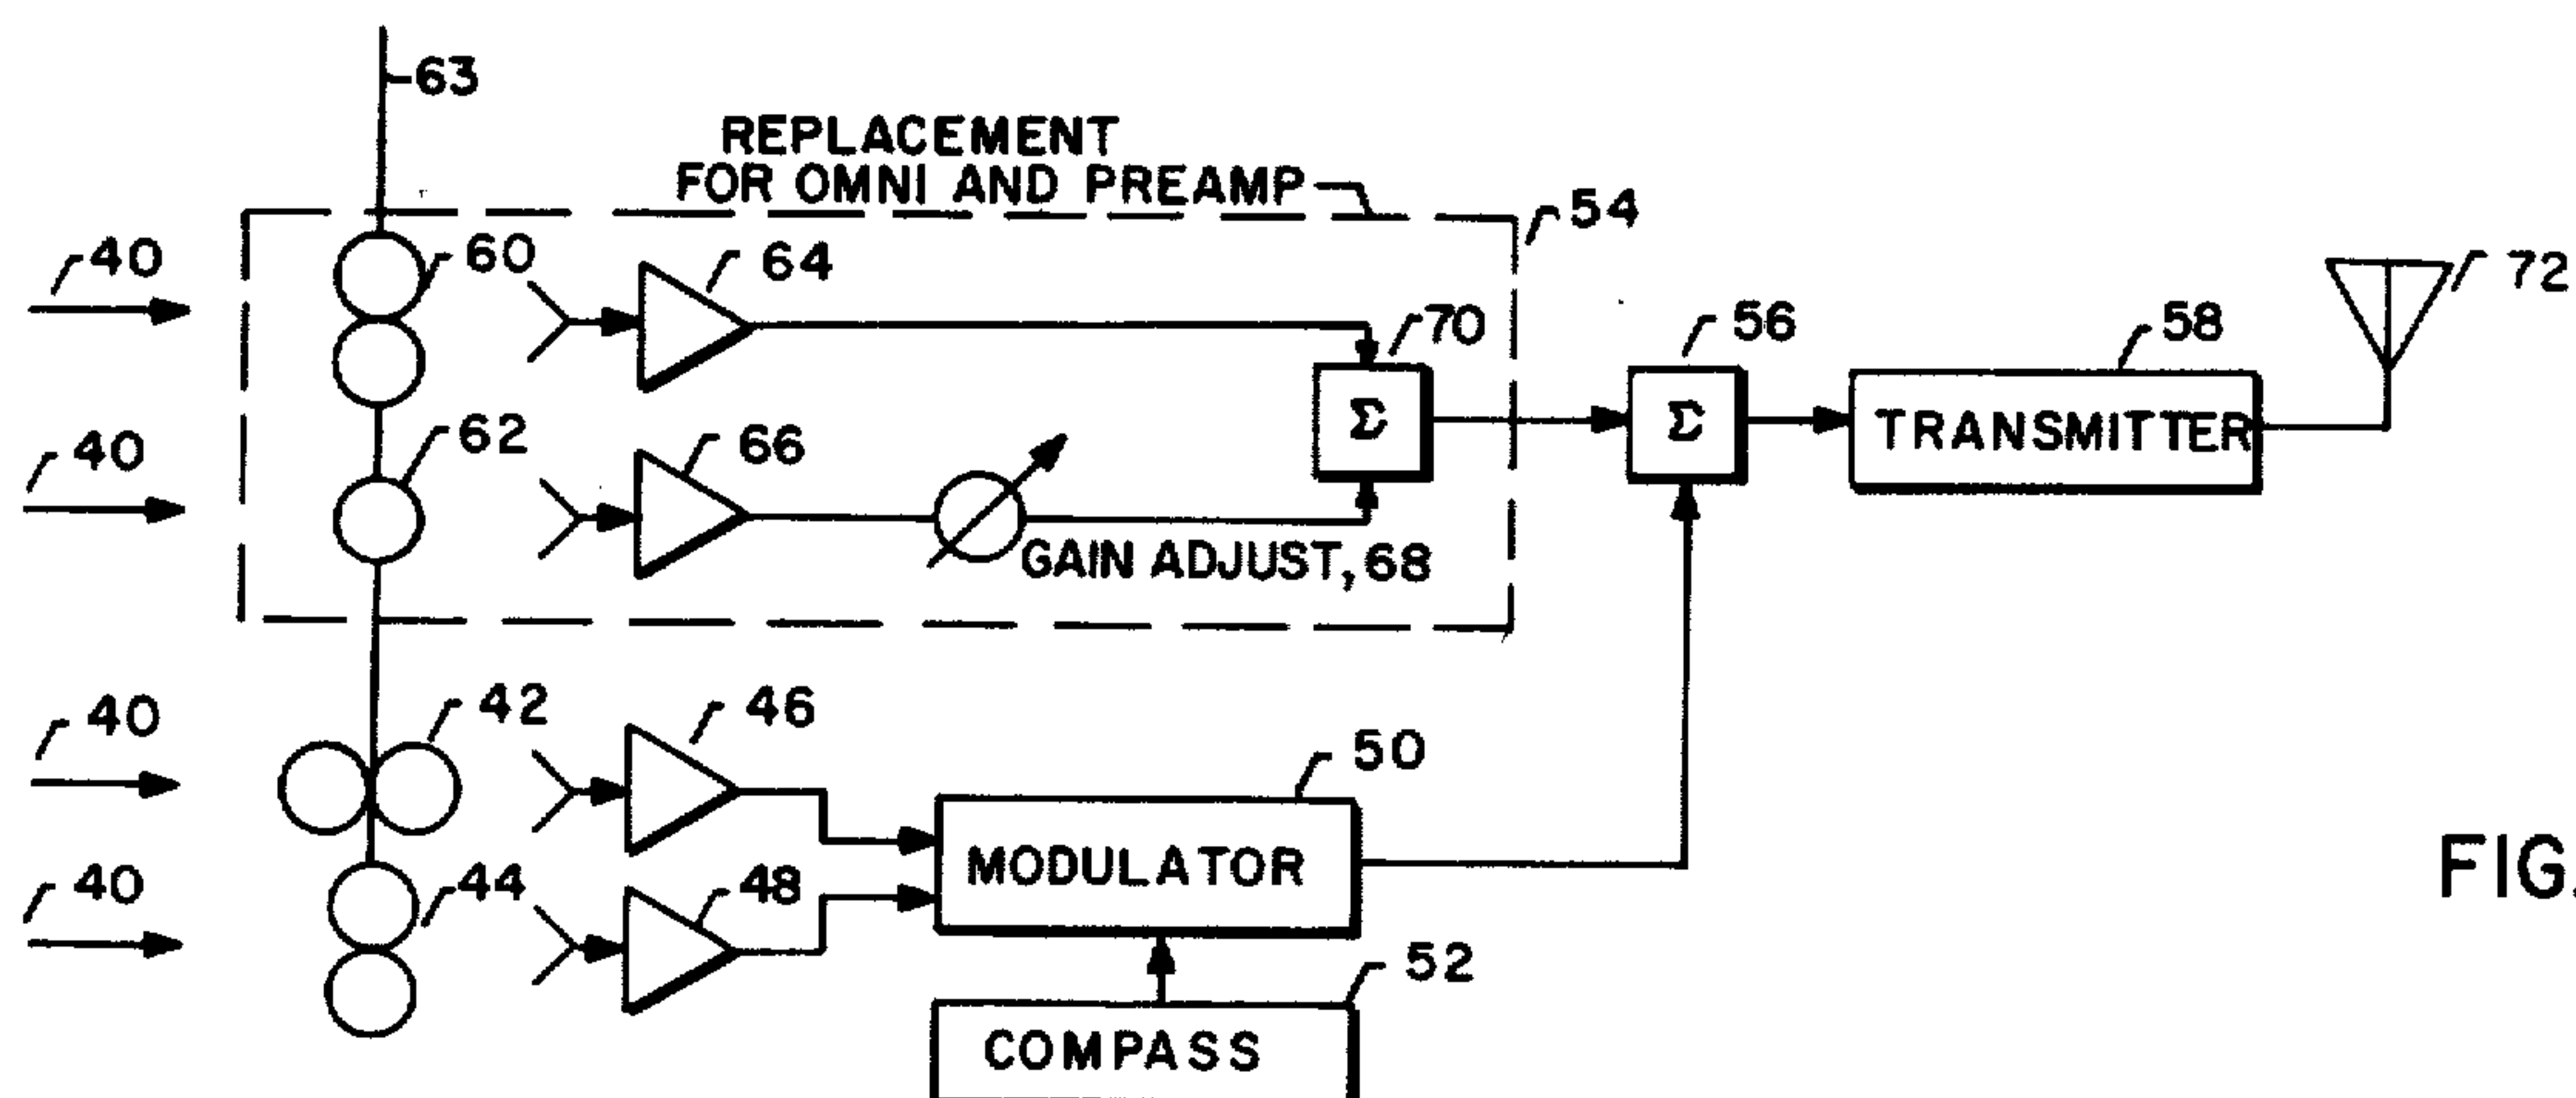 63
REPLACEMENT
FOR OMNI AND PREAMP
54
40
60
64
72
70
56
58
Σ
Σ
TRANSMITTER
40
62
66
GAIN ADJUST, 68
40
42
46
50
MODULATOR
FIG.
40
44
48
52
COMPASS